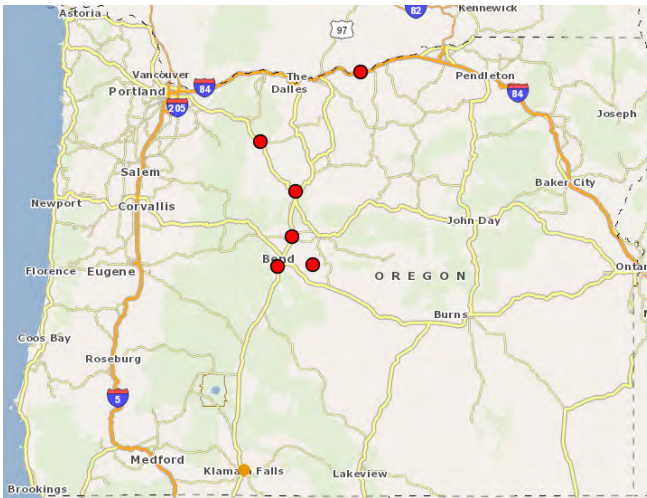 Astoria
82
Kennewick
97
Vancouver
The
Dalles
Portland
84
205
Pendleton
84
Joseph
Salem
Baker City
Newport
Corvallis
John Day
Bend
Florence
Eugene
OREGON
Ontar
Burns
Coos Bay
Roseburg
5
Medford
Klamath Falls
Lakeview
Brookings